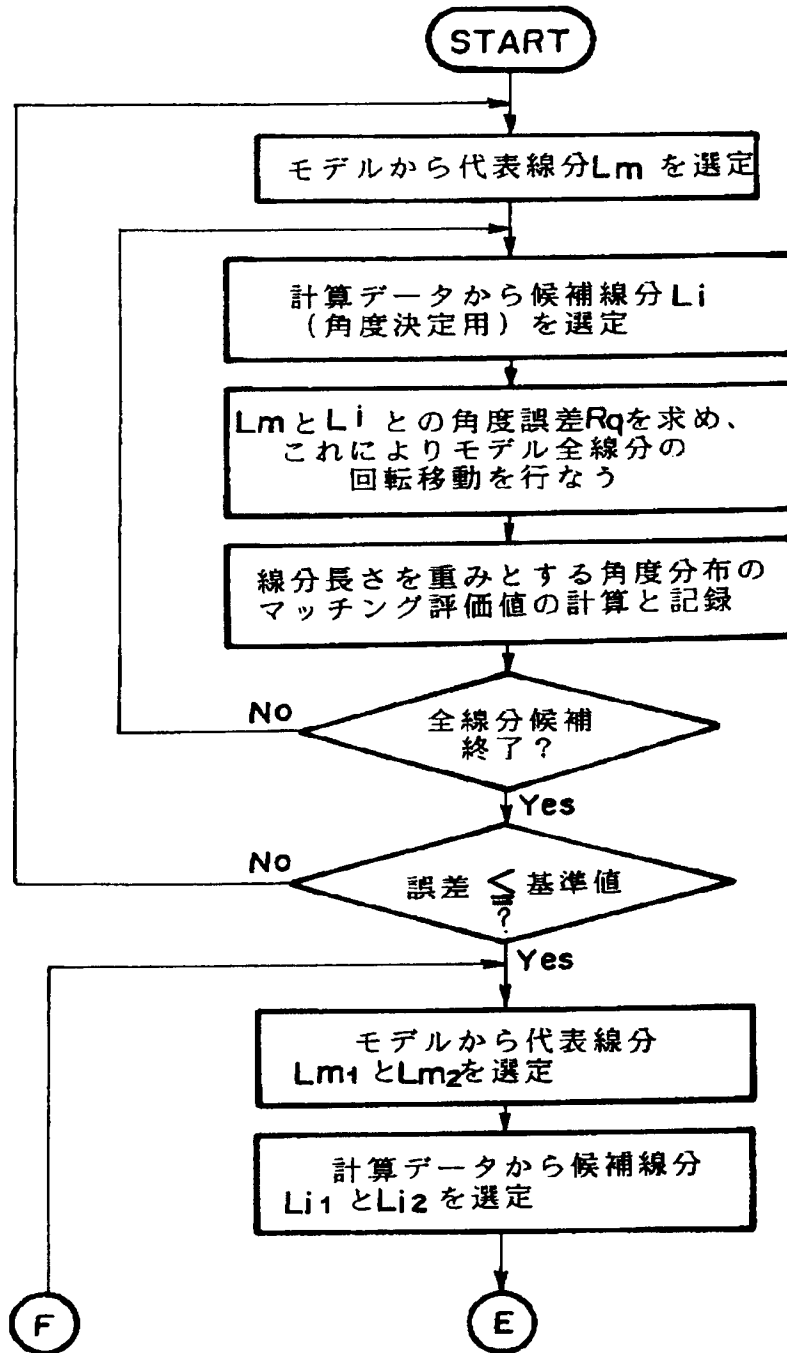 START
モデルから代表線分Lm を選定
計算データから候補線分Li
(角度決定用)を選定
LmとLi との角度誤差Rqを求め、
これによりモデル全線分の
回転移動を行なう
線分長さを重みとする角度分布の
マッチング評価値の計算と記録
No
全線分候補
終了?
Yes
No
誤差 ≦ 基準値
?
Yes
モデルから代表線分
Lm1 とLm2を選定
計算データから候補線分
Li1 とLi2 を選定
F
E